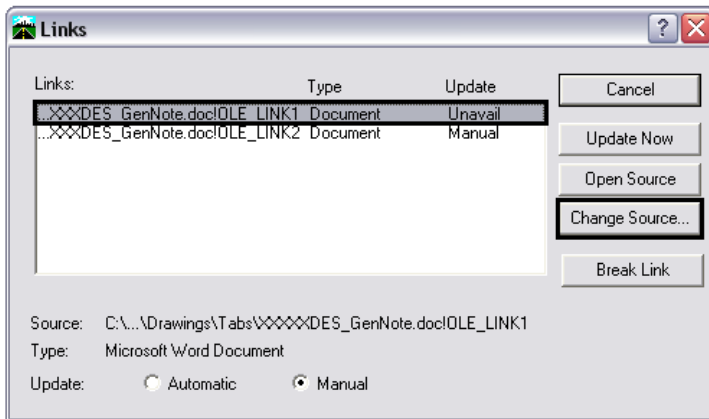 Links
Links: Type Update
...XXXDES_GenNote.doc!OLE_LINK1 Document Unavail
...XXXDES_GenNote.doc!OLE_LINK2 Document Manual
Cancel
Update Now
Open Source
Change Source...
Break Link
Source: C:\...\Drawings\Tabs\XXXXXDES_GenNote.doc!OLE_LINK1
Type: Microsoft Word Document
Update: Automatic Manual